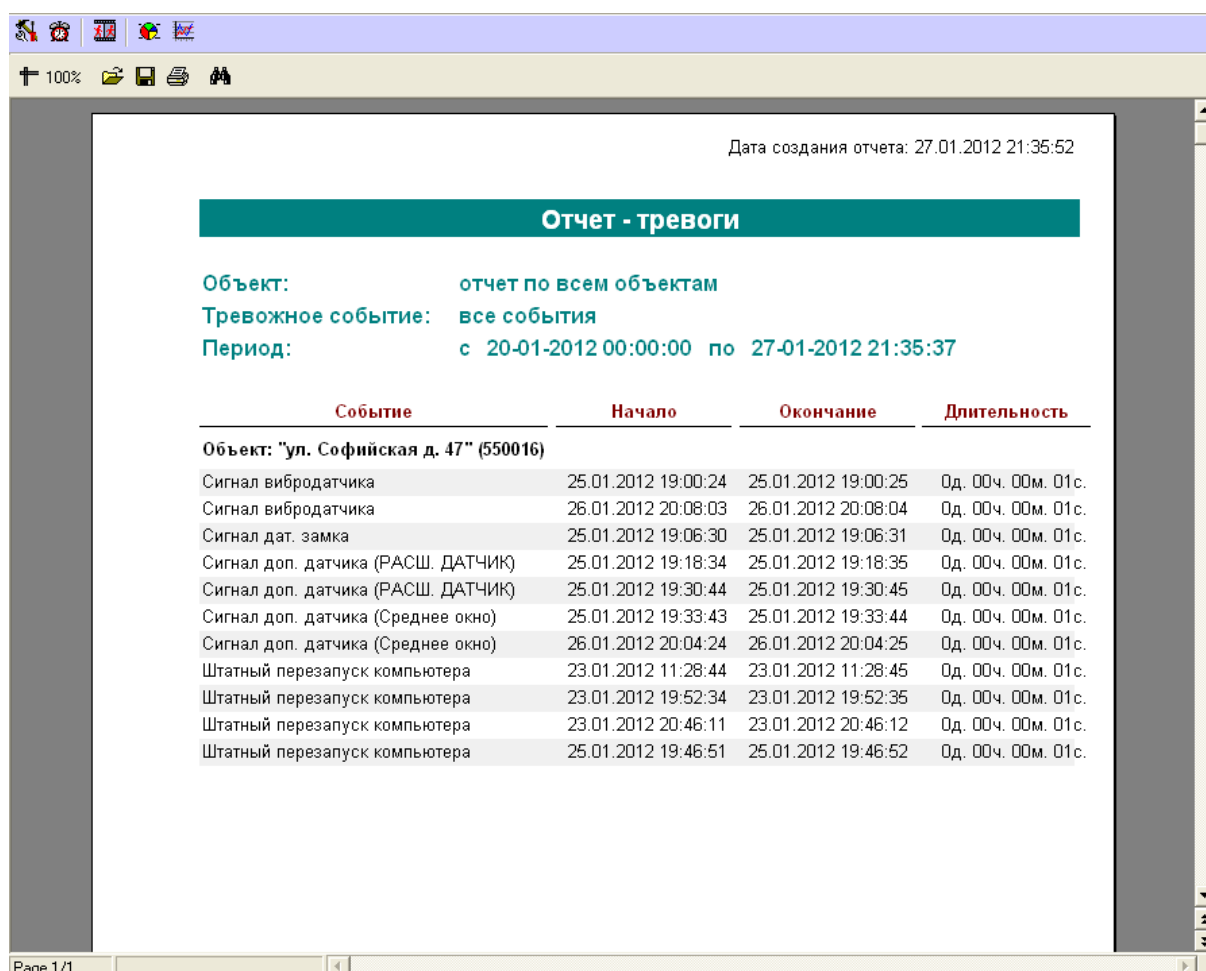 100%
Дата создания отчета: 27.01.2012 21:35:52
Отчет - тревоги
Объект: отчет по всем объектам
Тревожное событие: все события
Период: с 20-01-2012 00:00:00 по 27-01-2012 21:35:37
Событие Начало Окончание Длительность
Объект: "ул. Софийская д. 47" (550016)
Сигнал вибродатчика 25.01.2012 19:00:24 25.01.2012 19:00:25 0д. 00ч. 00м. 01с.
Сигнал вибродатчика 26.01.2012 20:08:03 26.01.2012 20:08:04 0д. 00ч. 00м. 01с.
Сигнал дат. замка 25.01.2012 19:06:30 25.01.2012 19:06:31 0д. 00ч. 00м. 01с.
Сигнал доп. датчика (РАСШ. ДАТЧИК) 25.01.2012 19:18:34 25.01.2012 19:18:35 0д. 00ч. 00м. 01с.
Сигнал доп. датчика (РАСШ. ДАТЧИК) 25.01.2012 19:30:44 25.01.2012 19:30:45 0д. 00ч. 00м. 01с.
Сигнал доп. датчика (Среднее окно) 25.01.2012 19:33:43 25.01.2012 19:33:44 0д. 00ч. 00м. 01с.
Сигнал доп. датчика (Среднее окно) 26.01.2012 20:04:24 26.01.2012 20:04:25 0д. 00ч. 00м. 01с.
Штатный перезапуск компьютера 23.01.2012 11:28:44 23.01.2012 11:28:45 0д. 00ч. 00м. 01с.
Штатный перезапуск компьютера 23.01.2012 19:52:34 23.01.2012 19:52:35 0д. 00ч. 00м. 01с.
Штатный перезапуск компьютера 23.01.2012 20:46:11 23.01.2012 20:46:12 0д. 00ч. 00м. 01с.
Штатный перезапуск компьютера 25.01.2012 19:46:51 25.01.2012 19:46:52 0д. 00ч. 00м. 01с.
Page 1/1